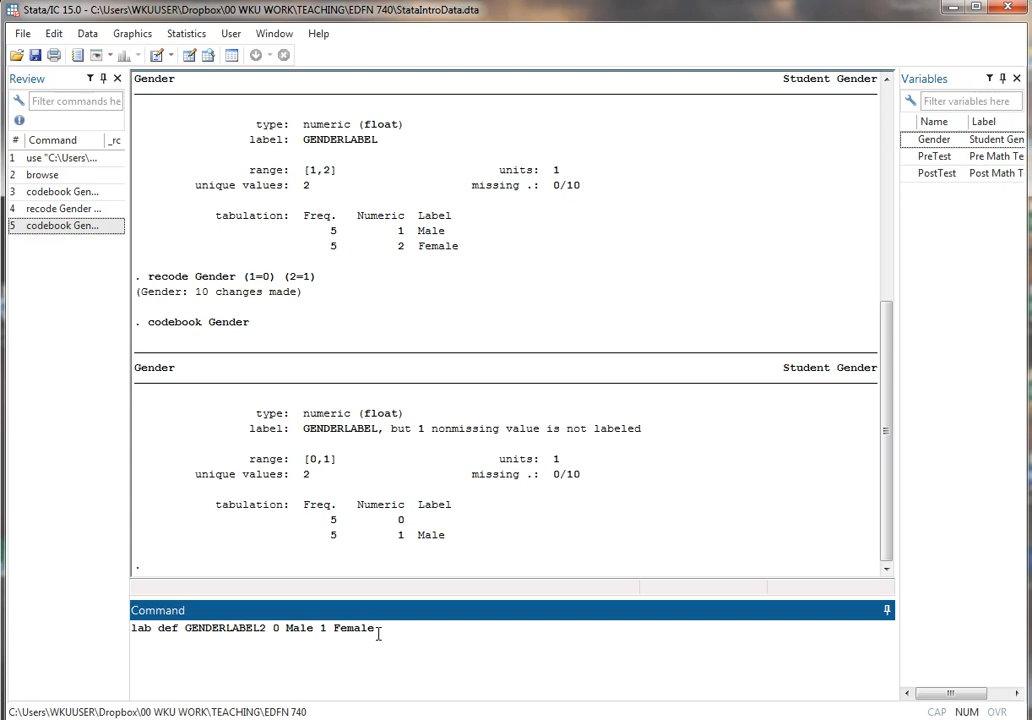 Stata/IC 15.0 - C:\Users\WKUUSER\Dropbox\00 WKU WORK\TEACHING\EDFN 740\StataIntroData.dta
File Edit Data Graphics Statistics User Window Help
Review
Filter commands he
# Command _rc
1 use "C:\Users\...
2 browse
3 codebook Gen...
4 recode Gender ...
5 codebook Gen...
Gender Student Gender
type: numeric (float)
label: GENDERLABEL
range: [1,2] units: 1
unique values: 2 missing .: 0/10
tabulation: Freq. Numeric Label
5 1 Male
5 2 Female
. recode Gender (1=0) (2=1)
(Gender: 10 changes made)
. codebook Gender
Gender Student Gender
type: numeric (float)
label: GENDERLABEL, but 1 nonmissing value is not labeled
range: [0,1] units: 1
unique values: 2 missing .: 0/10
tabulation: Freq. Numeric Label
5 0
5 1 Male
.
Command
lab def GENDERLABEL2 0 Male 1 Female
Variables
Filter variables here
Name Label
Gender Student Gen
PreTest Pre Math Te
PostTest Post Math T
C:\Users\WKUUSER\Dropbox\00 WKU WORK\TEACHING\EDFN 740
CAP NUM OVR